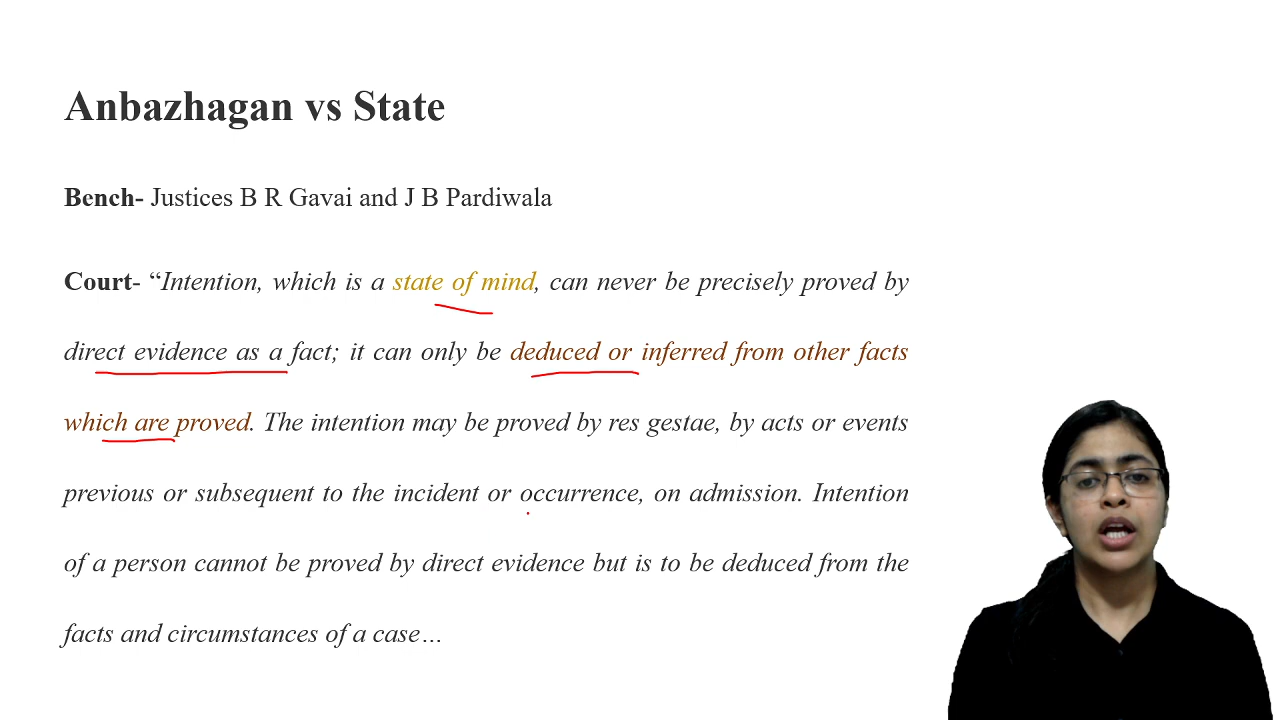 Anbazhagan vs State
Bench- Justices B R Gavai and J B Pardiwala
Court- “Intention, which is a state of mind, can never be precisely proved by
direct evidence as a fact; it can only be deduced or inferred from other facts
which are proved. The intention may be proved by res gestae, by acts or events
previous or subsequent to the incident or occurrence, on admission. Intention
of a person cannot be proved by direct evidence but is to be deduced from the
facts and circumstances of a case…